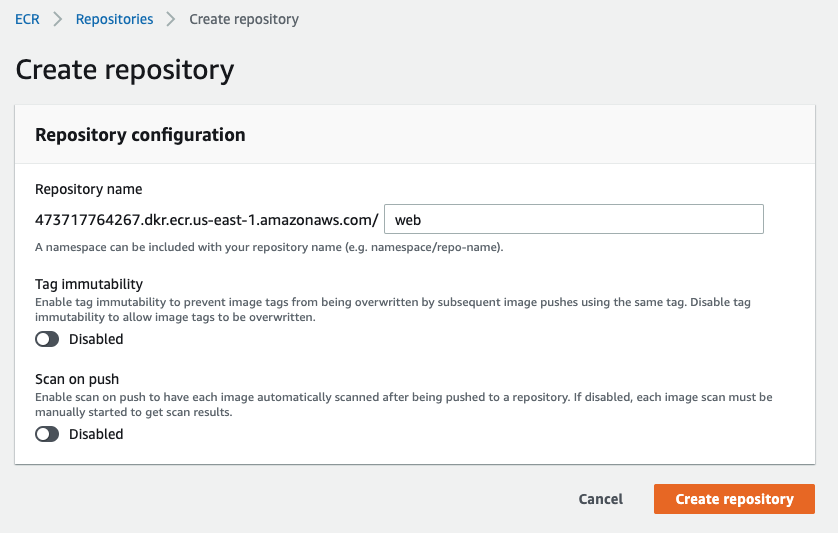 ECR > Repositories > Create repository
Create repository
Repository configuration
Repository name
473717764267.dkr.ecr.us-east-1.amazonaws.com/ web
A namespace can be included with your repository name (e.g. namespace/repo-name).
Tag immutability
Enable tag immutability to prevent image tags from being overwritten by subsequent image pushes using the same tag. Disable tag
immutability to allow image tags to be overwritten.
Disabled
Scan on push
Enable scan on push to have each image automatically scanned after being pushed to a repository. If disabled, each image scan must be
manually started to get scan results.
Disabled
Cancel Create repository